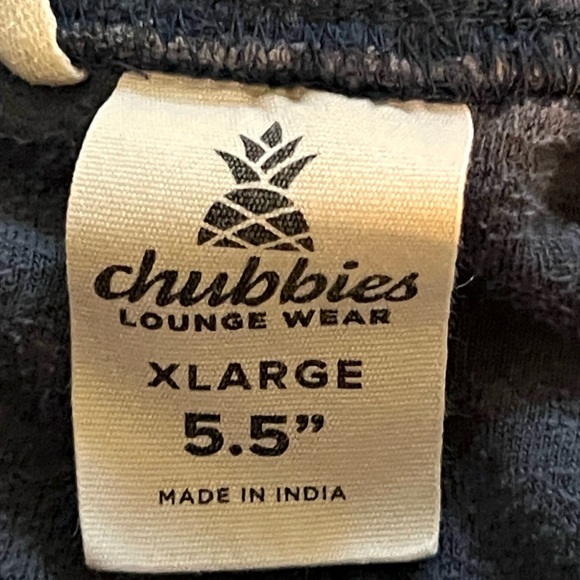 chubbies
LOUNGE WEAR
XLARGE
5.5”
MADE IN INDIA